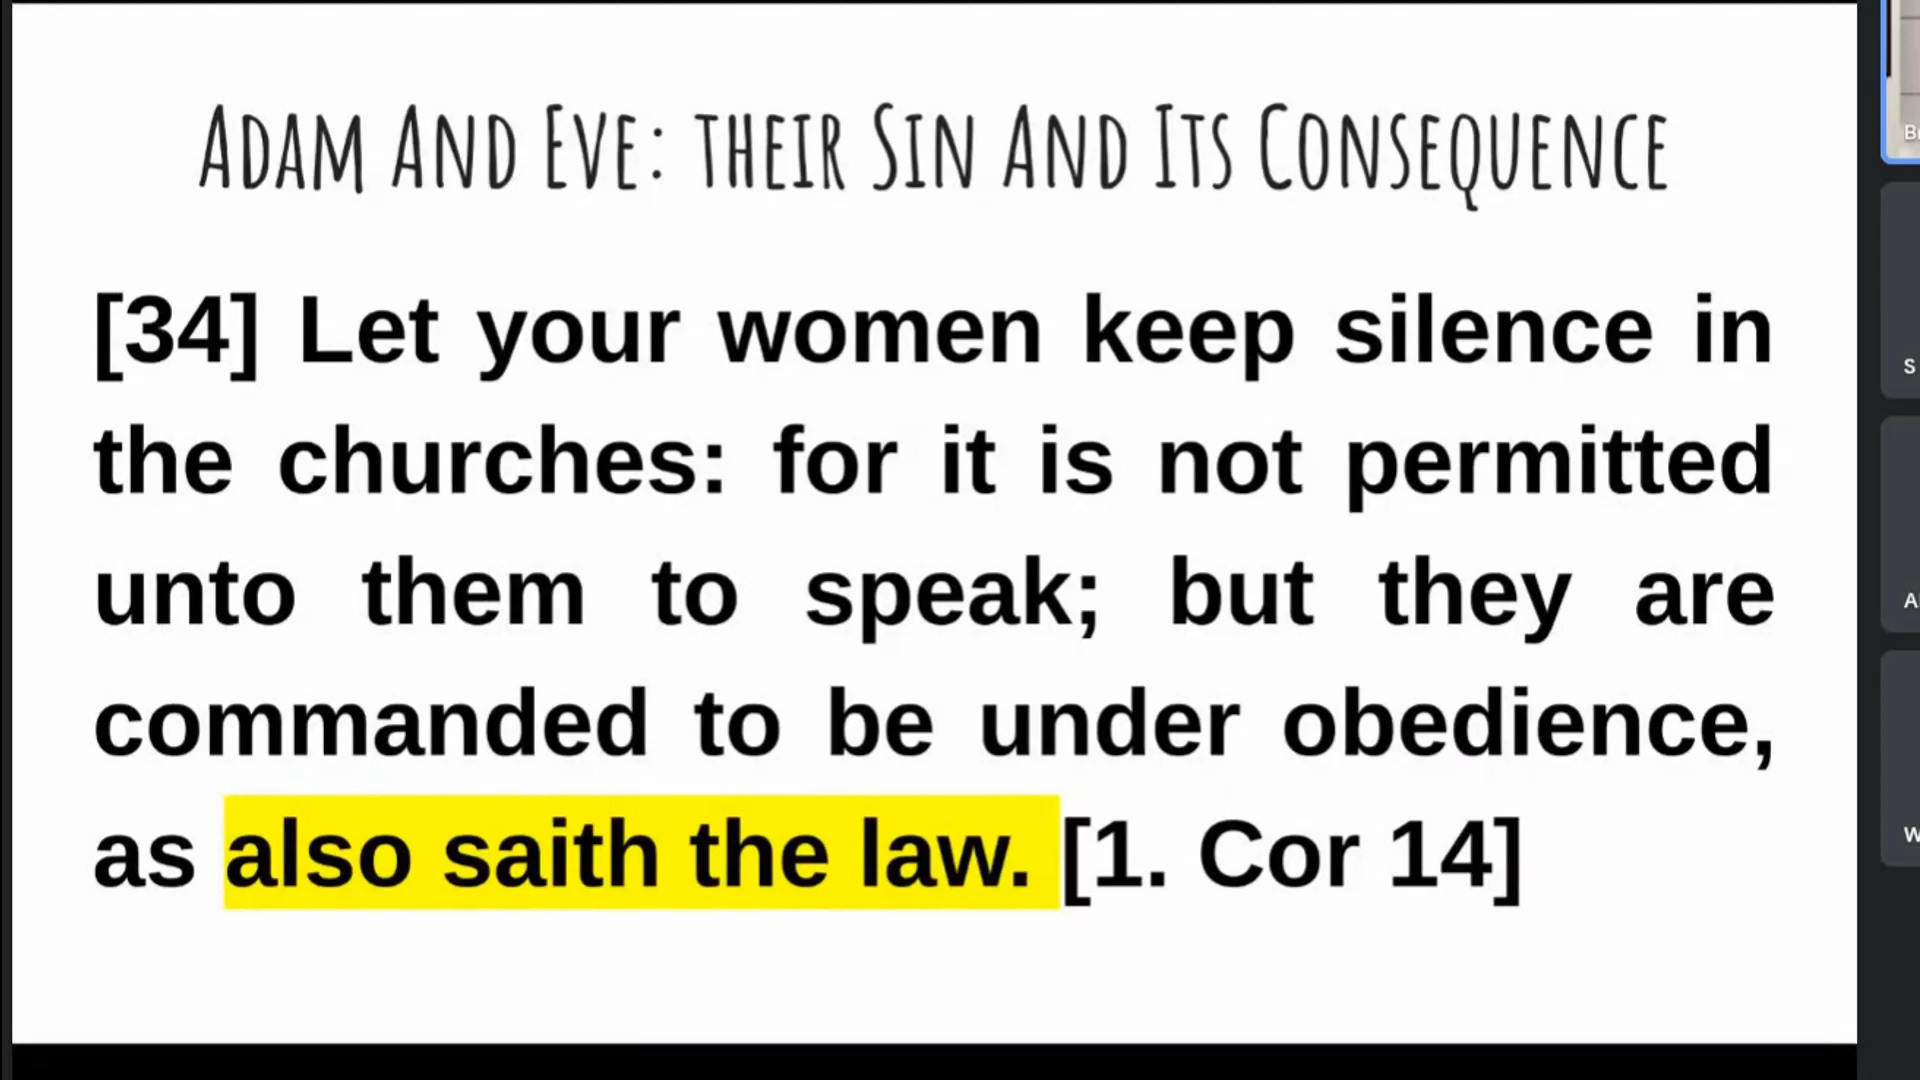 ADAM AND EVE: THEIR SIN AND ITS CONSEQUENCE
[34] Let your women keep silence in
the churches: for it is not permitted
unto them to speak; but they are
commanded to be under obedience,
as also saith the law. [1. Cor 14]
S
W